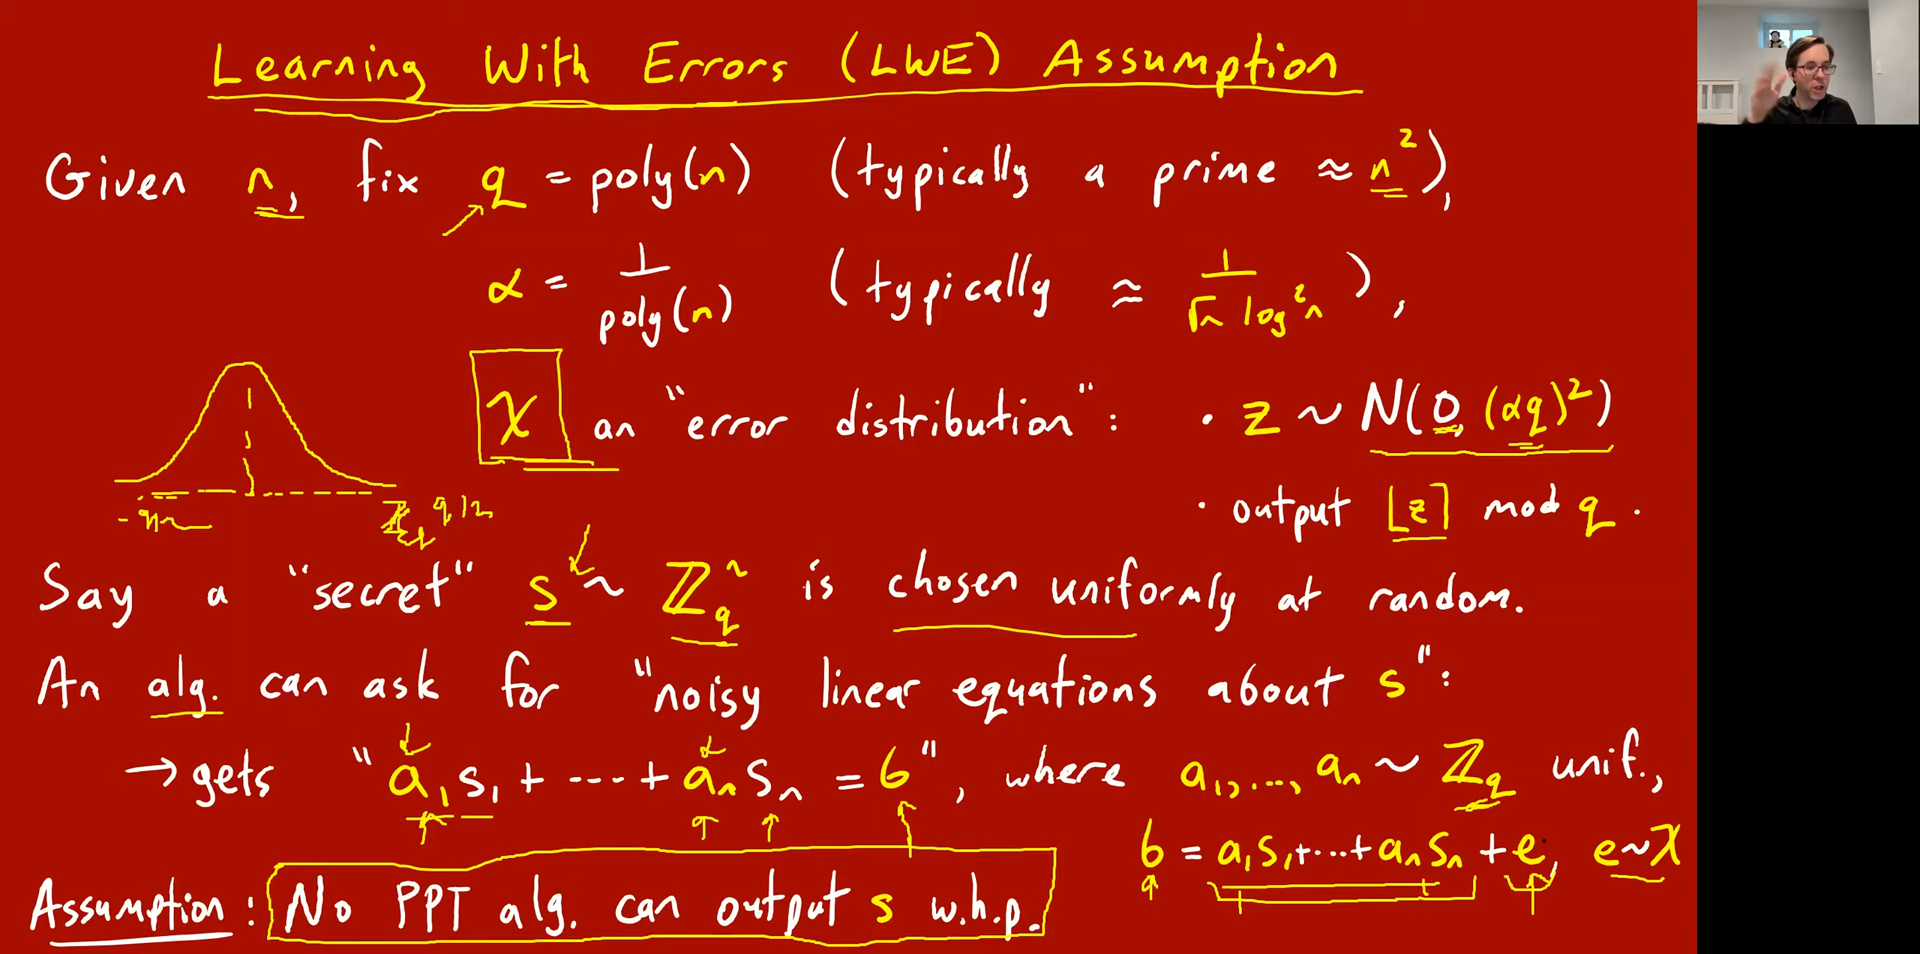 Learning With Errors (LWE) Assumption
Given n, fix q = poly(n) (typically a prime ≈ n²),
α = 1/poly(n) (typically ≈ 1/√n log²n),
χ an "error distribution": · z ~ N(0, (αq)²)
-q/2 ℤq q/2 · output ⌊z⌉ mod q.
Say a "secret" s ~ ℤqⁿ is chosen uniformly at random.
An alg. can ask for "noisy linear equations about s":
→ gets "a₁s₁ + ---- + aₙsₙ = b", where a₁,..., aₙ ~ ℤq unif.,
b = a₁s₁+···+aₙsₙ + e, e~χ
Assumption: No PPT alg. can output s w.h.p.